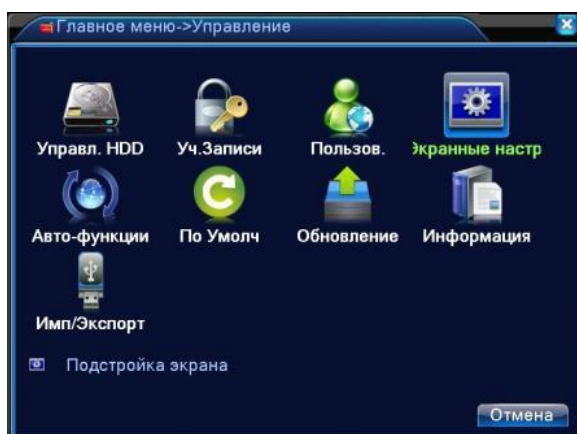 Главное меню->Управление
Управл. HDD Уч.Записи Пользов. Экранные настр
Авто-функции По Умолч Обновление Информация
Имп/Экспорт
Подстройка экрана
Отмена